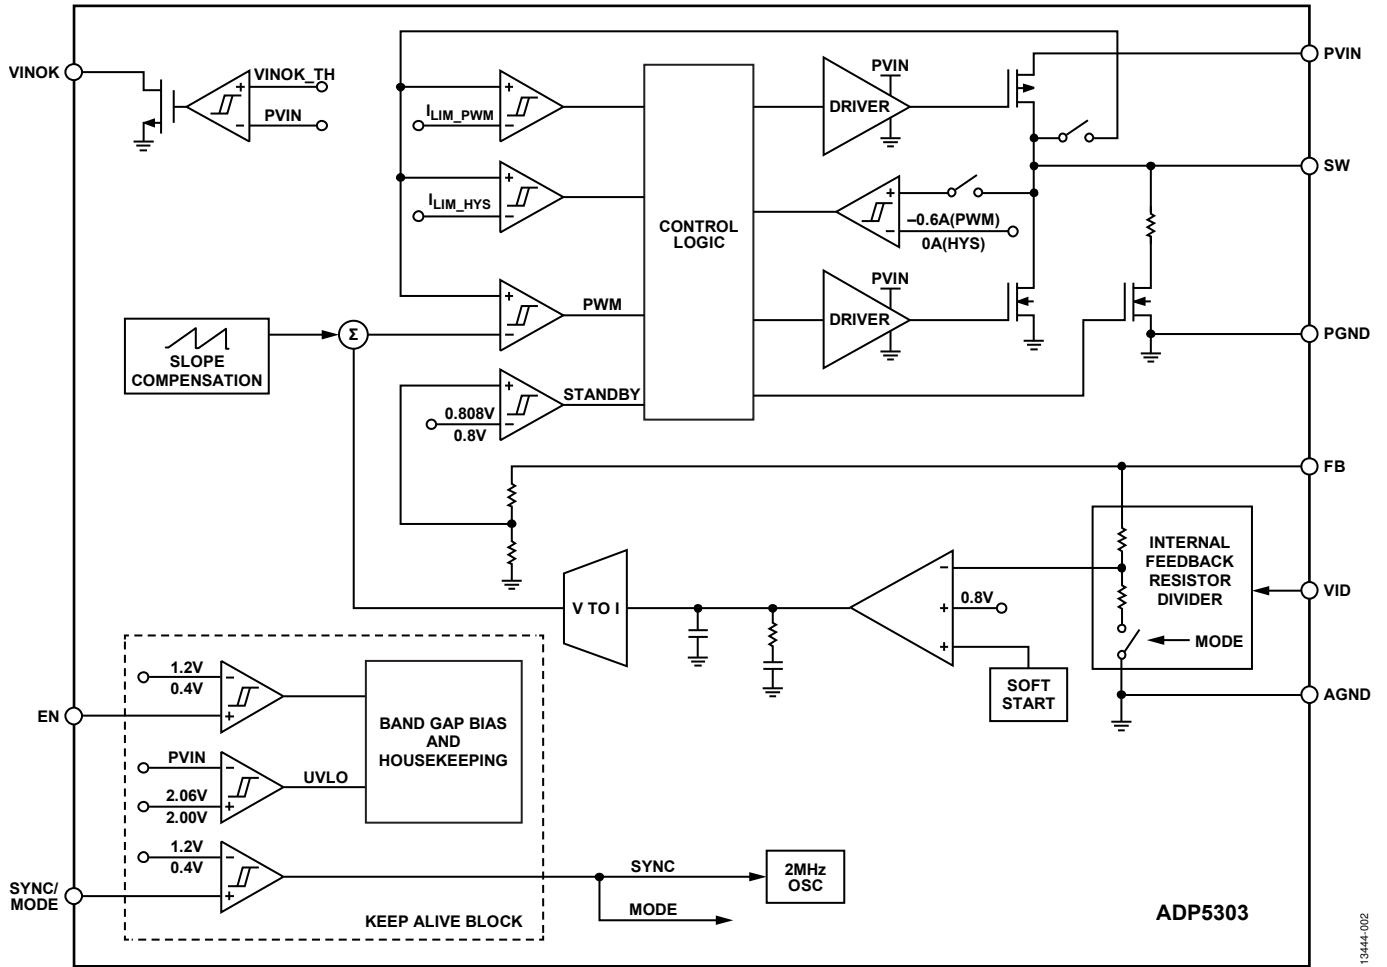 VINOK
VINOK_TH
+
PVIN
−
+
ILIM_PWM
−
+
ILIM_HYS
−
CONTROL
LOGIC
PVIN
DRIVER
PVIN
SW
+
−0.6A(PWM)
−
0A(HYS)
PVIN
DRIVER
PGND
SLOPE
COMPENSATION
Σ
+
PWM
−
+
STANDBY
0.808V
−
0.8V
FB
INTERNAL
FEEDBACK
RESISTOR
DIVIDER
VID
MODE
AGND
V TO I
−
0.8V
+
+
SOFT
START
1.2V
−
0.4V
EN
+
PVIN
−
UVLO
2.06V
+
2.00V
BAND GAP BIAS
AND
HOUSEKEEPING
1.2V
−
0.4V
SYNC/
MODE
+
KEEP ALIVE BLOCK
SYNC
MODE
2MHz
OSC
ADP5303
13444-002